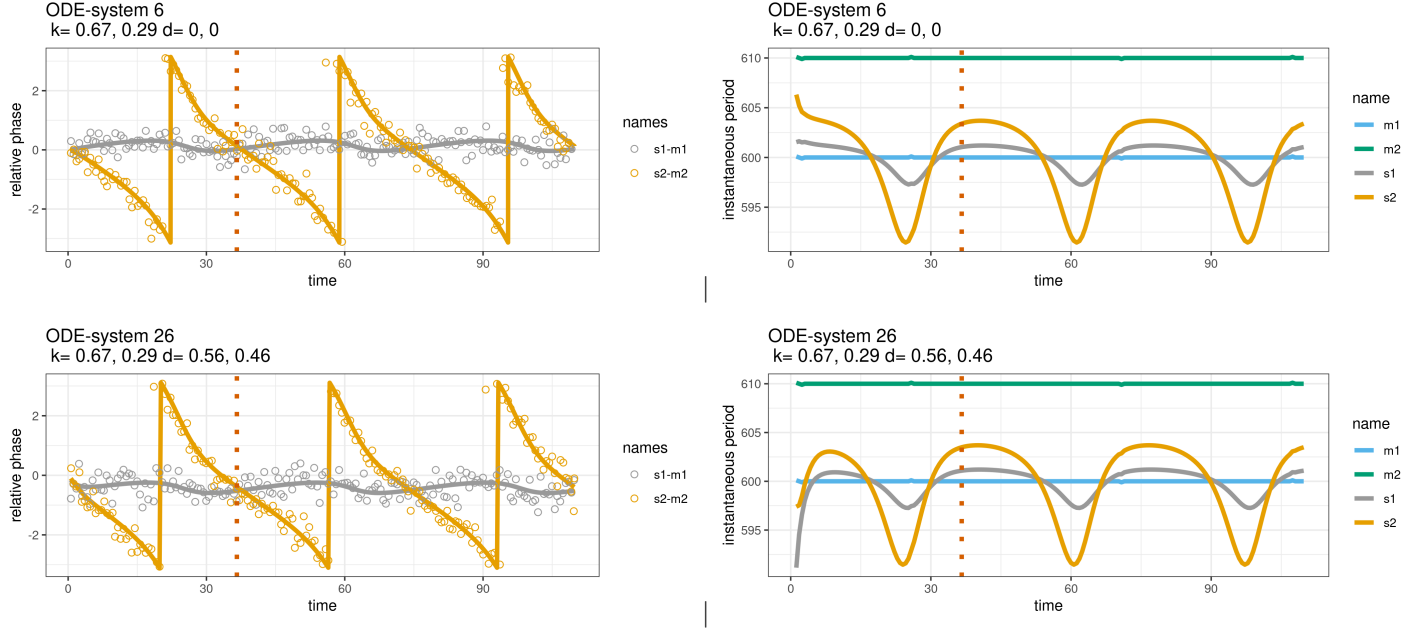 ODE-system 6
k= 0.67, 0.29 d= 0, 0
relative phase
2
0
-2
0
30
60
90
time
names
s1-m1
s2-m2
ODE-system 6
k= 0.67, 0.29 d= 0, 0
instantaneous period
610
605
600
595
0
30
60
90
time
name
m1
m2
s1
s2
ODE-system 26
k= 0.67, 0.29 d= 0.56, 0.46
relative phase
2
0
-2
0
30
60
90
time
names
s1-m1
s2-m2
ODE-system 26
k= 0.67, 0.29 d= 0.56, 0.46
instantaneous period
610
605
600
595
0
30
60
90
time
name
m1
m2
s1
s2